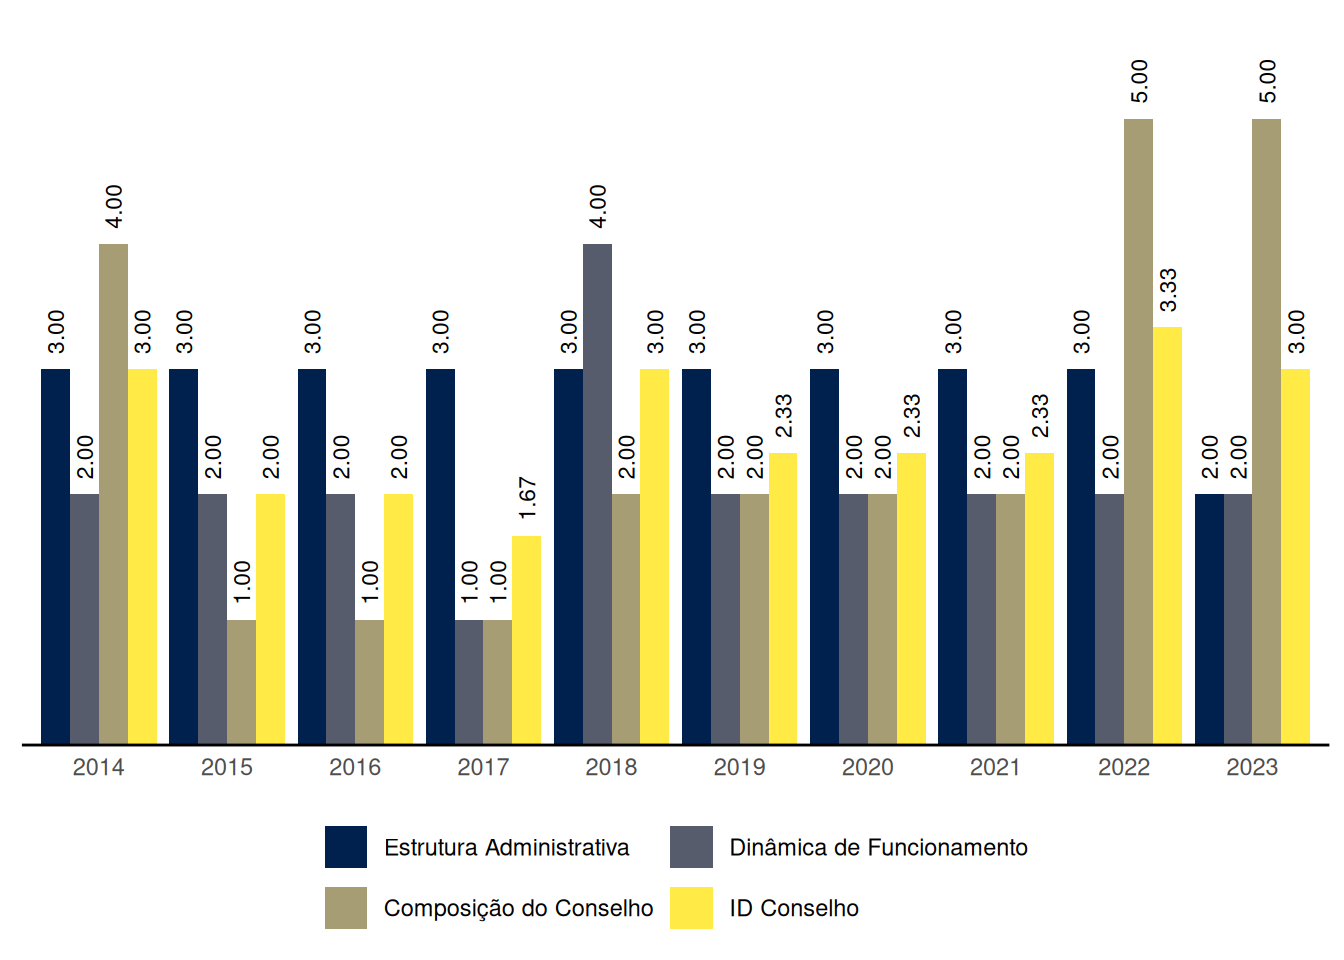 5.00 5.00
4.00 4.00
3.33
3.00 3.00 3.00 3.00 3.00 3.00 3.00 3.00 3.00 3.00 3.00 3.00
2.33 2.33 2.33
2.00 2.00 2.00 2.00 2.00 2.00 2.00 2.00 2.00 2.00 2.00 2.00 2.00 2.00
1.67
1.00 1.00 1.00 1.00
2014 2015 2016 2017 2018 2019 2020 2021 2022 2023
Estrutura Administrativa Dinâmica de Funcionamento
Composição do Conselho ID Conselho